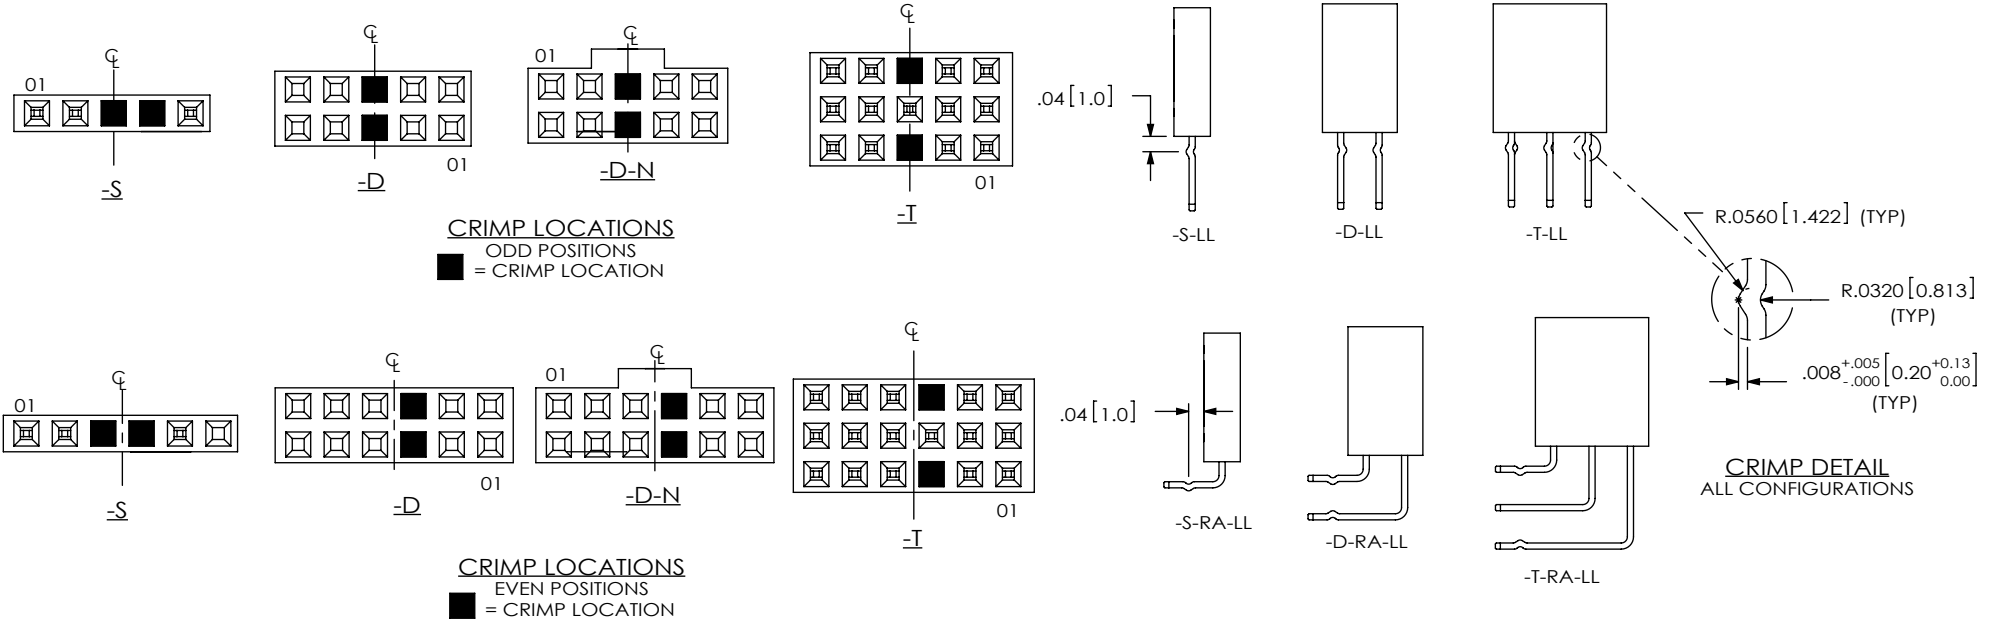 01
℄
-S
℄
01
-D
01
℄
-D-N
℄
01
-T
CRIMP LOCATIONS
ODD POSITIONS
= CRIMP LOCATION
.04[1.0]
-S-LL
-D-LL
-T-LL
R.0560[1.422] (TYP)
R.0320[0.813]
(TYP)
.008+.005 -.000 [0.20+0.13 0.00]
(TYP)
CRIMP DETAIL
ALL CONFIGURATIONS
01
℄
-S
℄
01
-D
01
℄
-D-N
℄
01
-T
CRIMP LOCATIONS
EVEN POSITIONS
= CRIMP LOCATION
.04[1.0]
-S-RA-LL
-D-RA-LL
-T-RA-LL